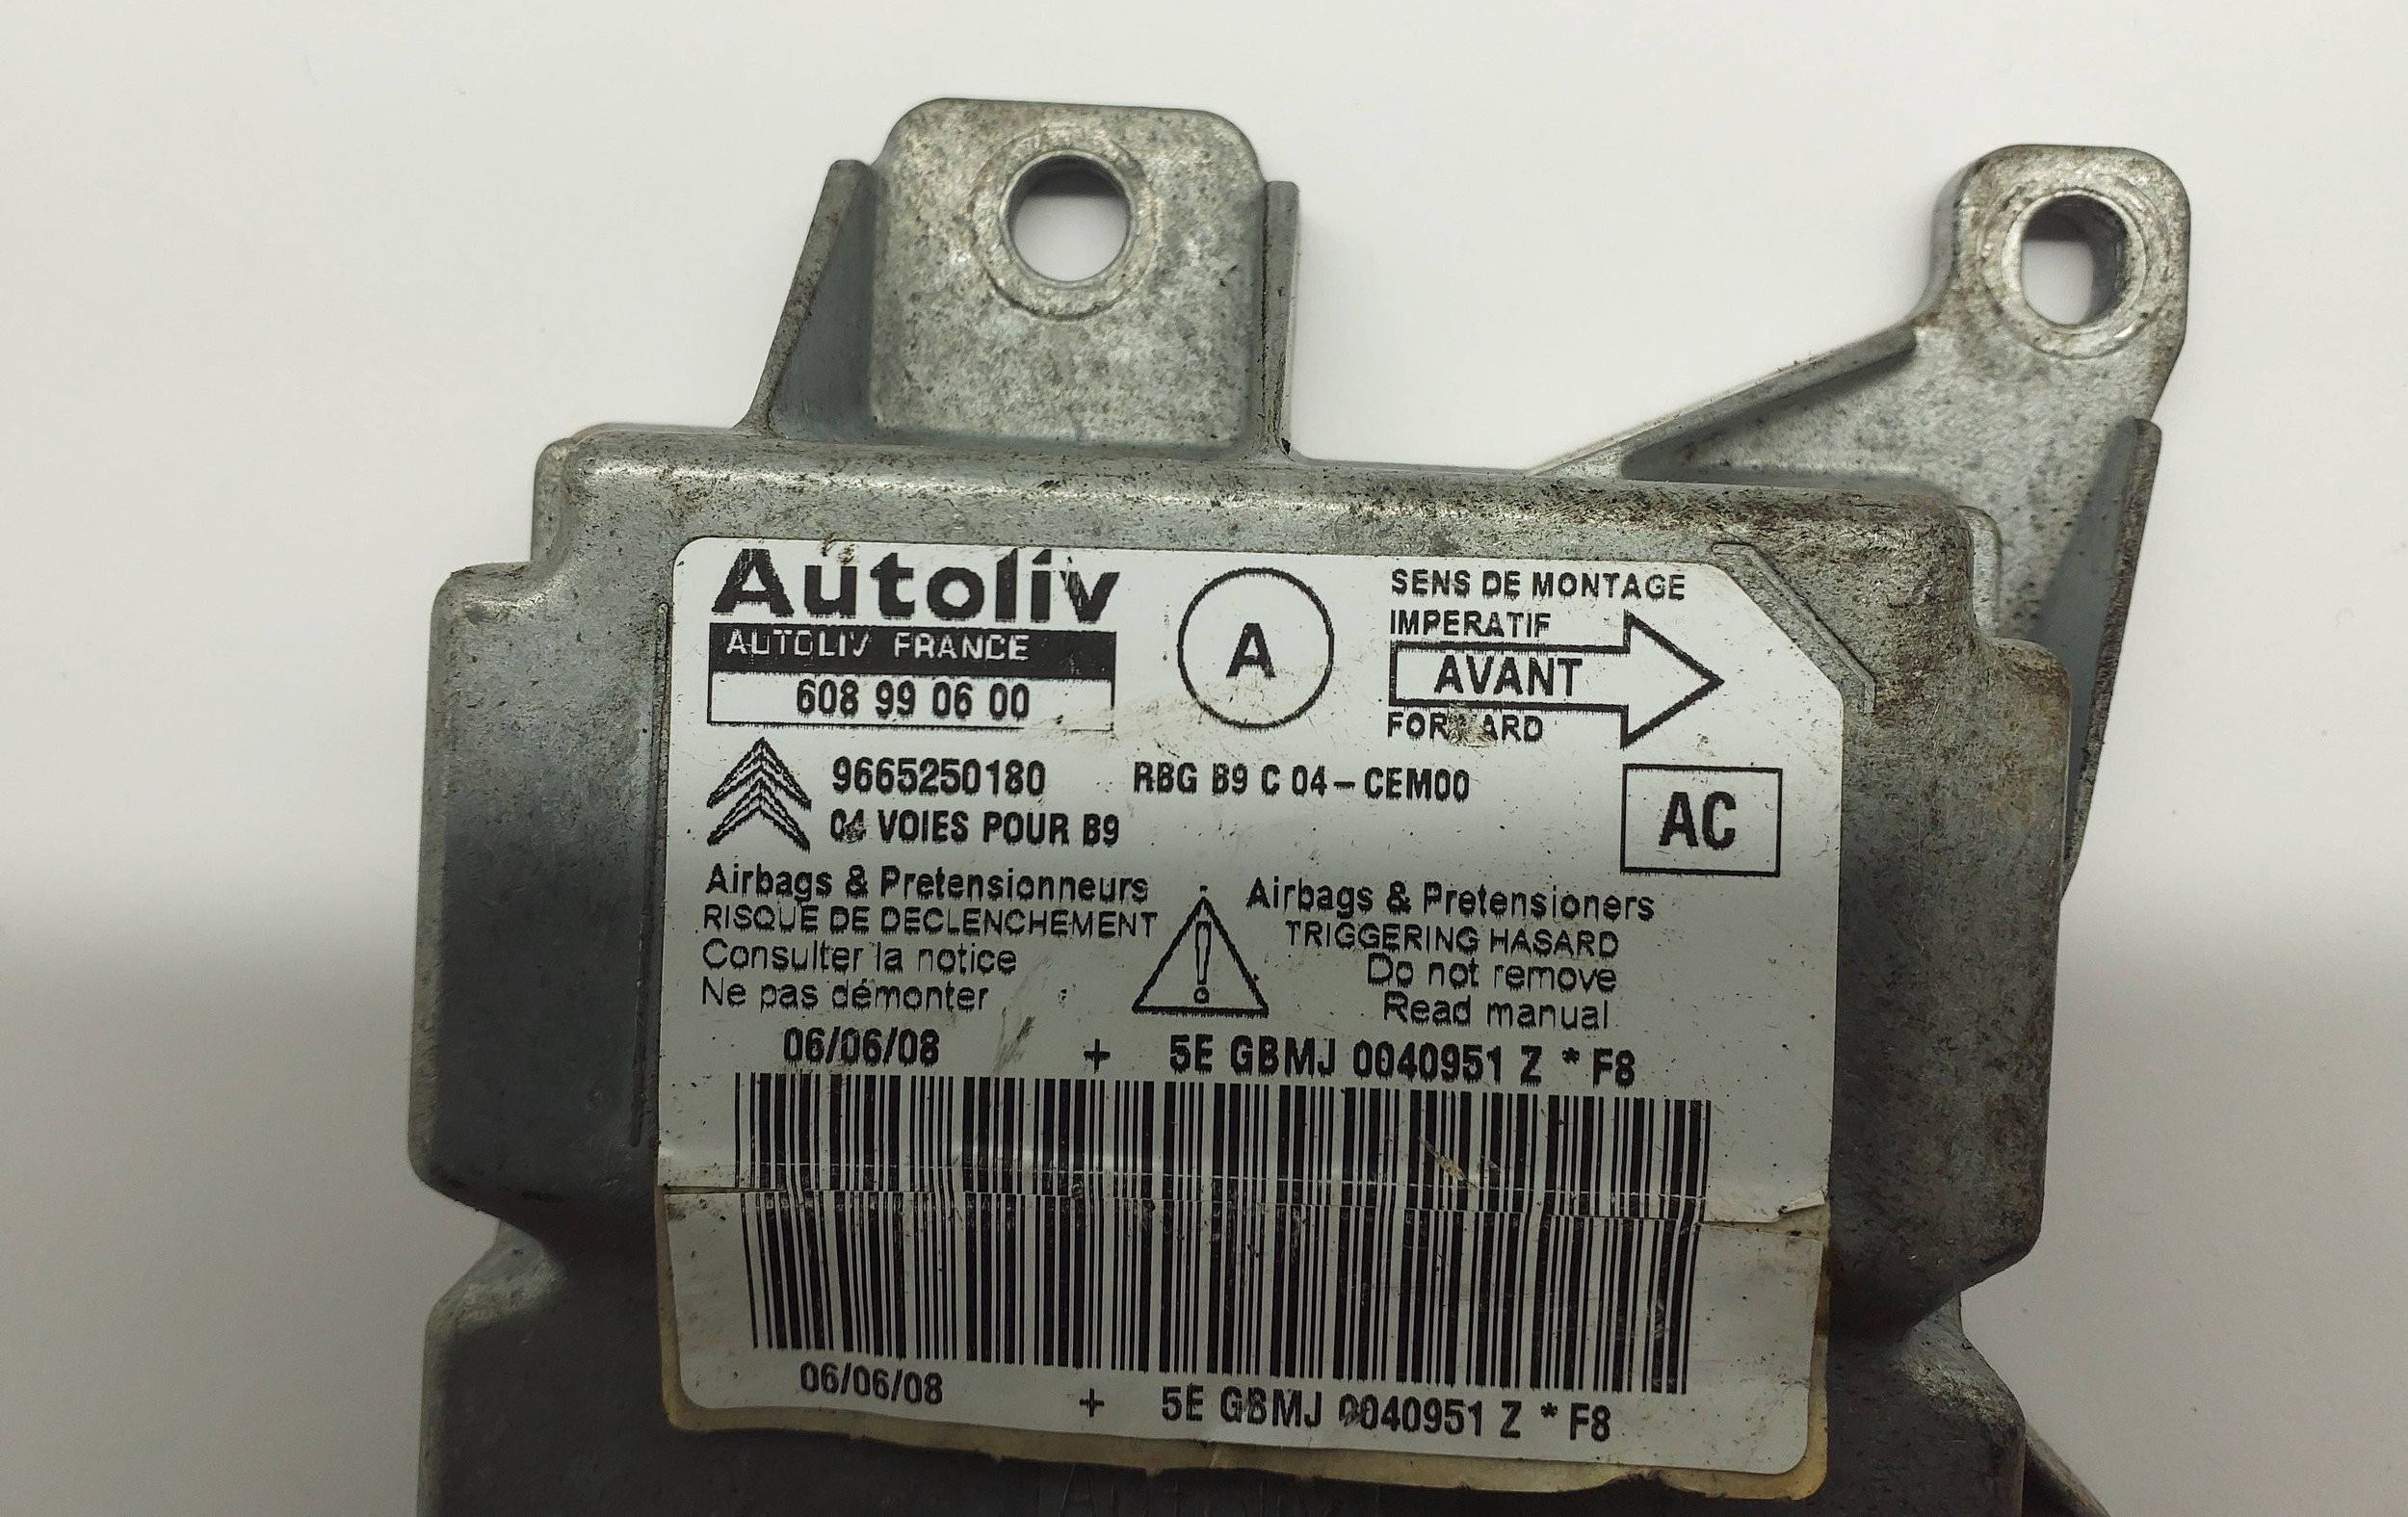 Autoliv
AUTOLIV FRANCE
608 99 06 00
A
SENS DE MONTAGE
IMPERATIF
AVANT
FORWARD
9665250180 RBG B9 C 04-CEM00
04 VOIES POUR B9
AC
Airbags & Pretensionneurs
RISQUE DE DECLENCHEMENT
Consulter la notice
Ne pas démonter
Airbags & Pretensioners
TRIGGERING HASARD
Do not remove
Read manual
06/06/08 + 5E GBMJ 0040951 Z * F8
06/06/08 + 5E GBMJ 0040951 Z * F8